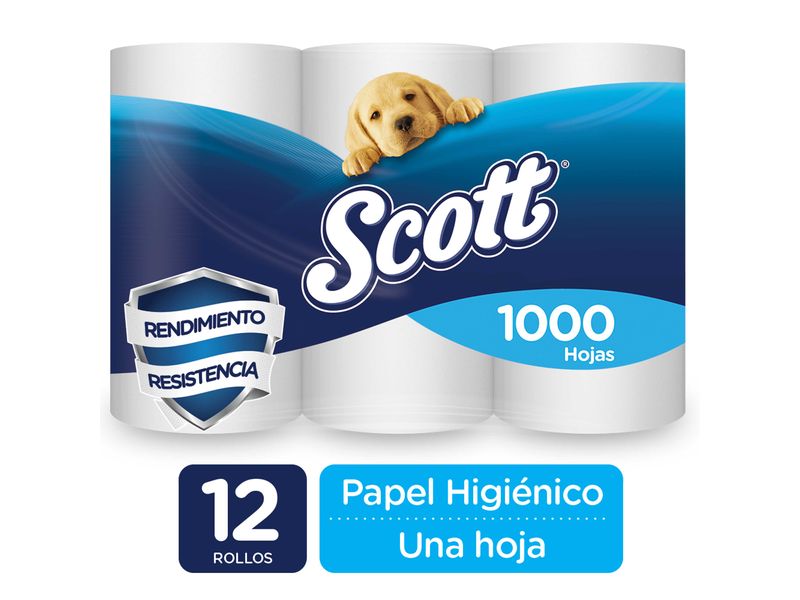 Scott®
1000
Hojas
RENDIMIENTO
RESISTENCIA
12
ROLLOS
Papel Higiénico
Una hoja